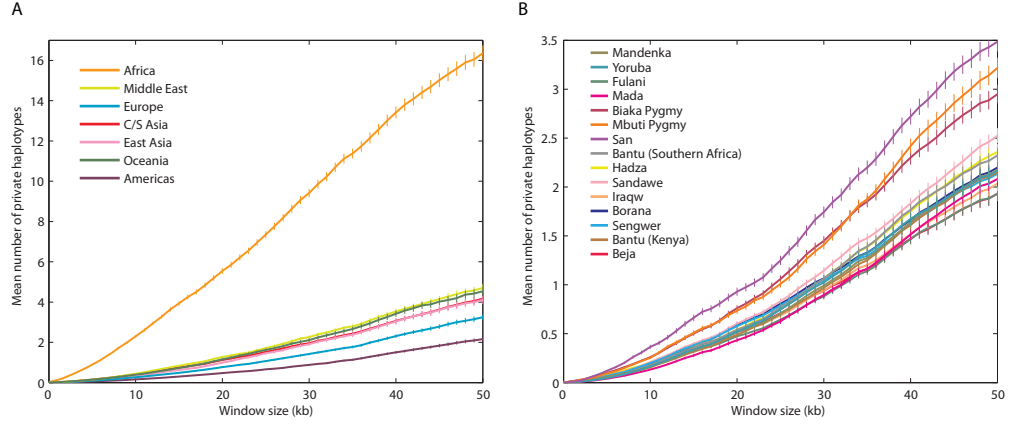 A
Mean number of private haplotypes
16
14
12
10
8
6
4
2
0
Africa
Middle East
Europe
C/S Asia
East Asia
Oceania
Americas
0 10 20 30 40 50
Window size (kb)
B
Mean number of private haplotypes
3.5
3
2.5
2
1.5
1
0.5
0
Mandenka
Yoruba
Fulani
Mada
Biaka Pygmy
Mbuti Pygmy
San
Bantu (Southern Africa)
Hadza
Sandawe
Iraqw
Borana
Sengwer
Bantu (Kenya)
Beja
0 10 20 30 40 50
Window size (kb)